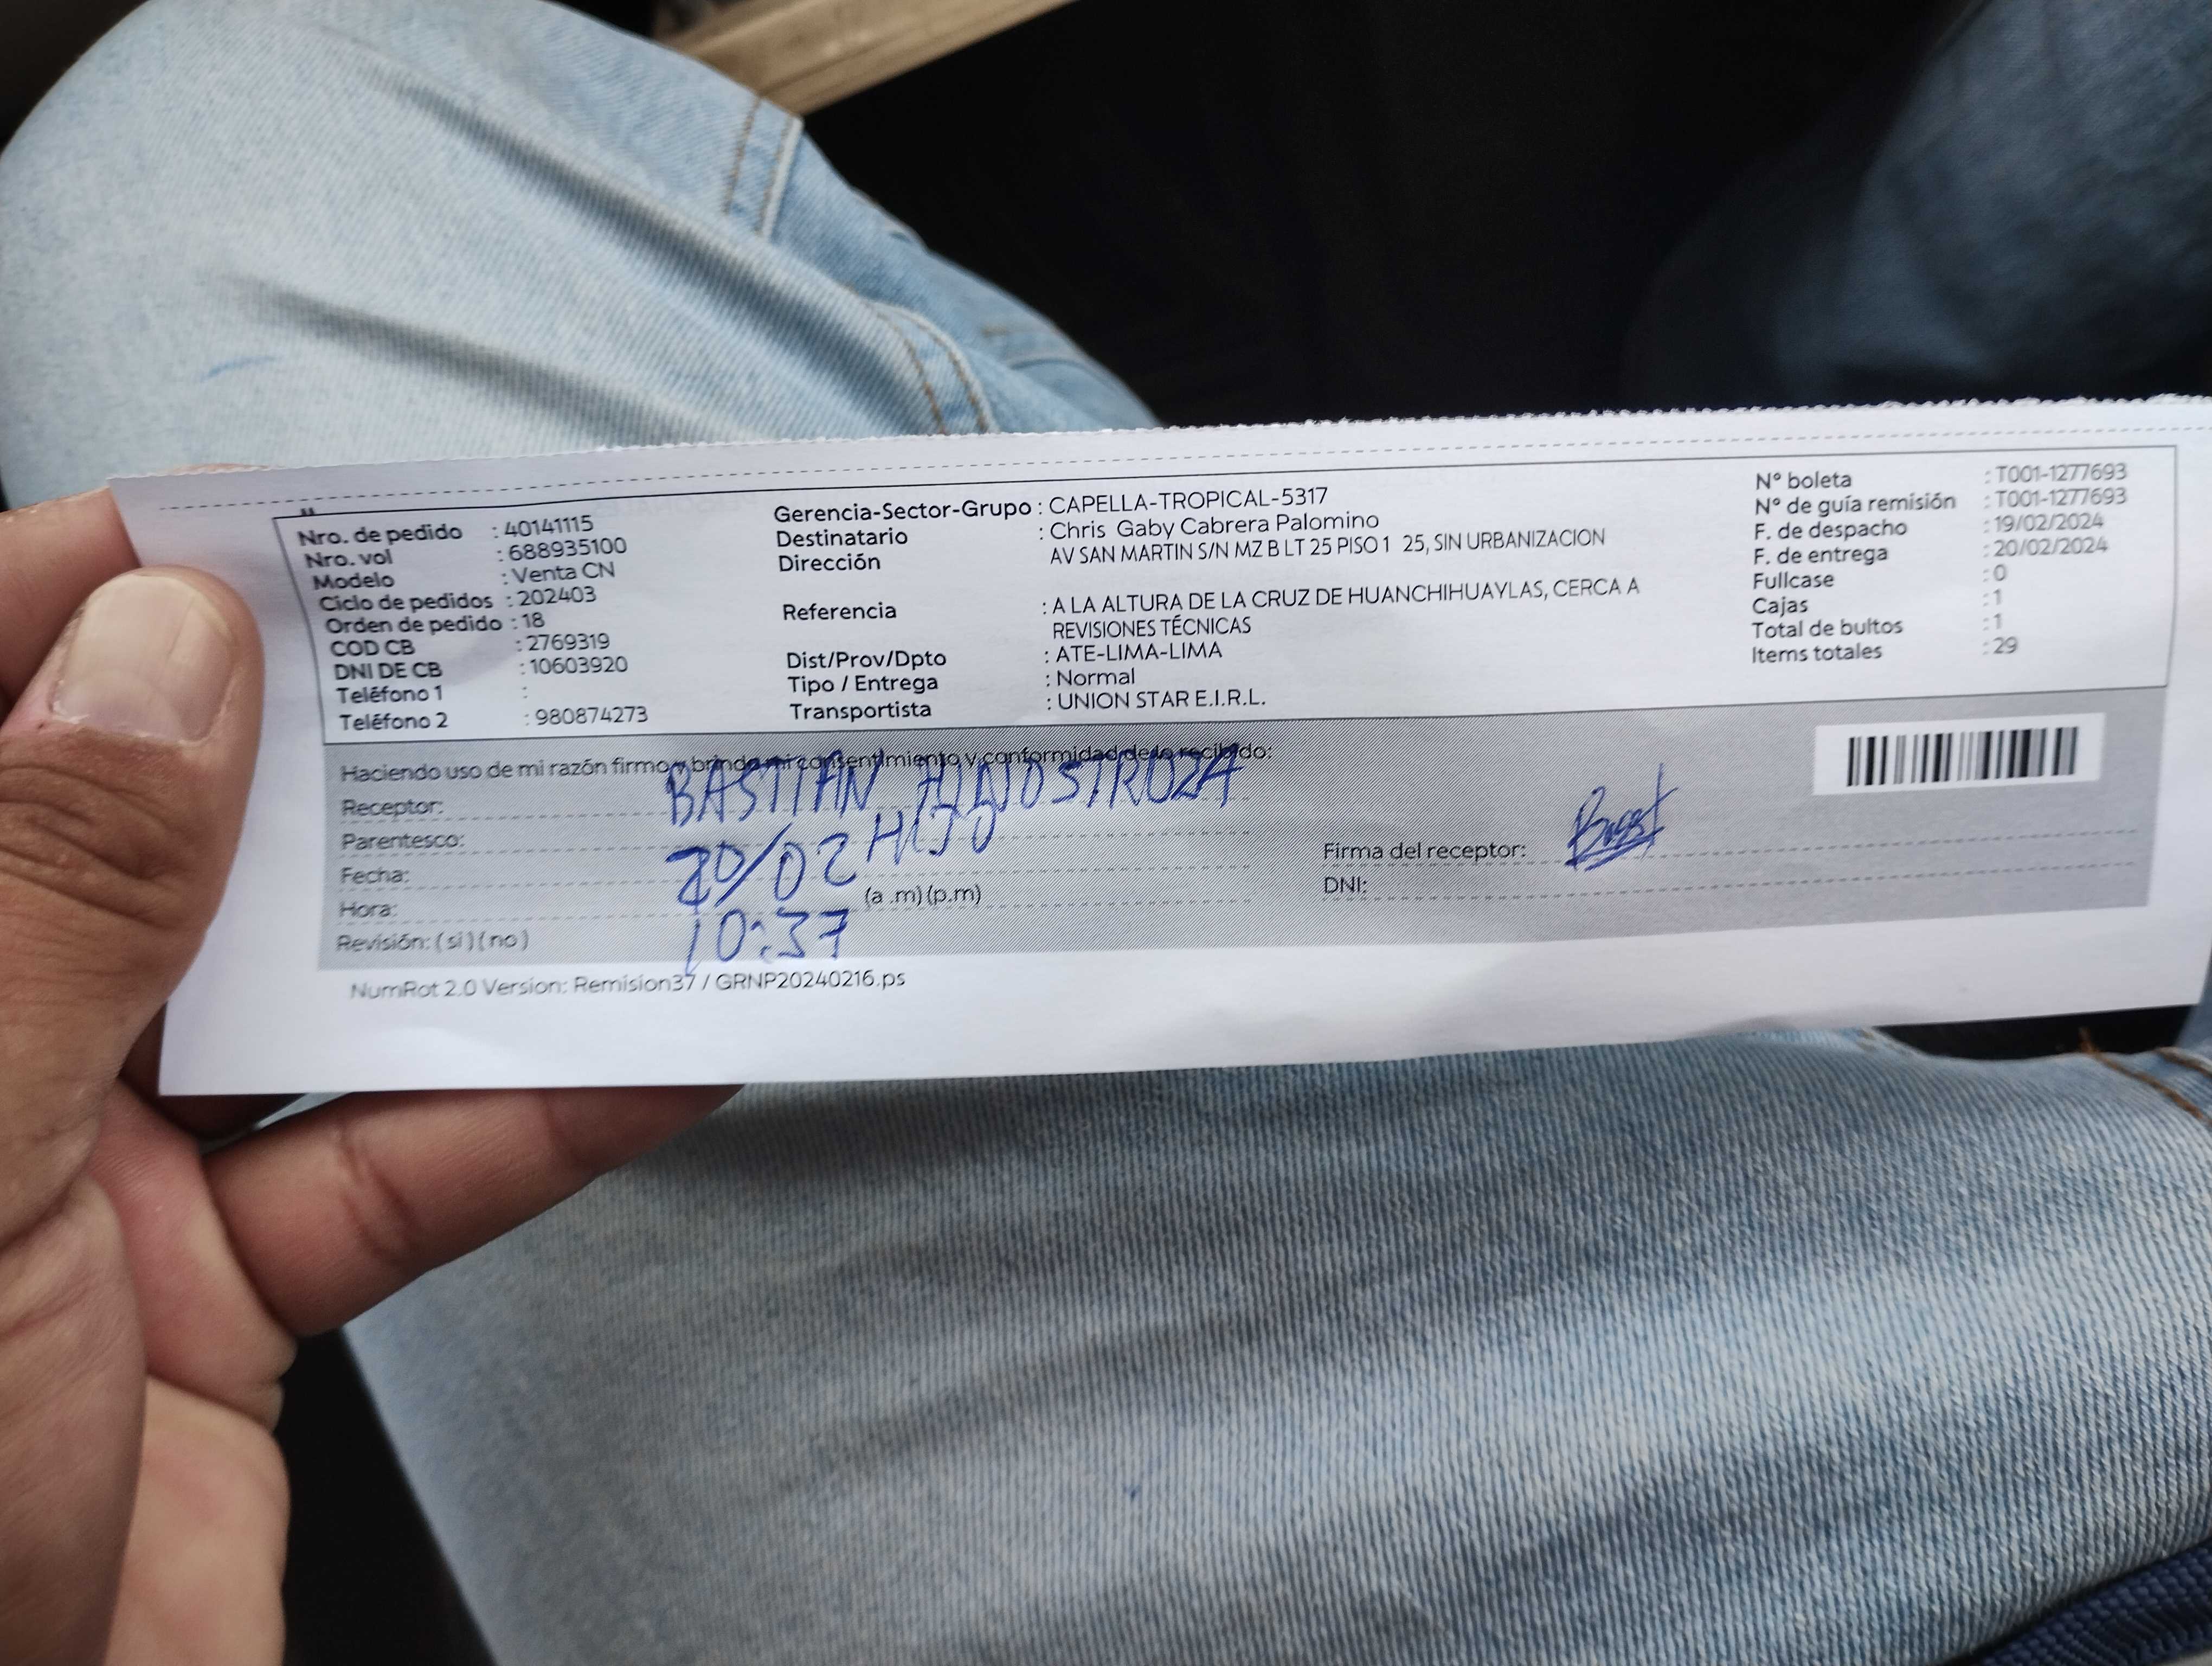 Nro. de pedido : 40141115
Nro. vol : 688935100
Modelo : Venta CN
Ciclo de pedidos : 202403
Orden de pedido : 18
COD CB : 2769319
DNI DE CB : 10603920
Teléfono 1 :
Teléfono 2 : 980874273
Gerencia-Sector-Grupo : CAPELLA-TROPICAL-5317
Destinatario : Chris Gaby Cabrera Palomino
Dirección AV SAN MARTIN S/N MZ B LT 25 PISO 1 25, SIN URBANIZACION
Referencia : A LA ALTURA DE LA CRUZ DE HUANCHIHUAYLAS, CERCA A
REVISIONES TÉCNICAS
Dist/Prov/Dpto : ATE-LIMA-LIMA
Tipo / Entrega : Normal
Transportista : UNION STAR E.I.R.L.
N° boleta : T001-1277693
N° de guía remisión : T001-1277693
F. de despacho : 19/02/2024
F. de entrega : 20/02/2024
Fullcase : 0
Cajas : 1
Total de bultos : 1
Items totales : 29
Haciendo uso de mi razón firmo y brindo mi consentimiento y conformidad de lo recibido:
Receptor: BASTIAN HINOSTROZA
Parentesco: HIJO
Fecha: 20/02
Hora: 10:37 (a .m) (p.m)
Revisión: ( si ) ( no )
Firma del receptor:
DNI:
NumRot 2.0 Version: Remision37 / GRNP20240216.ps